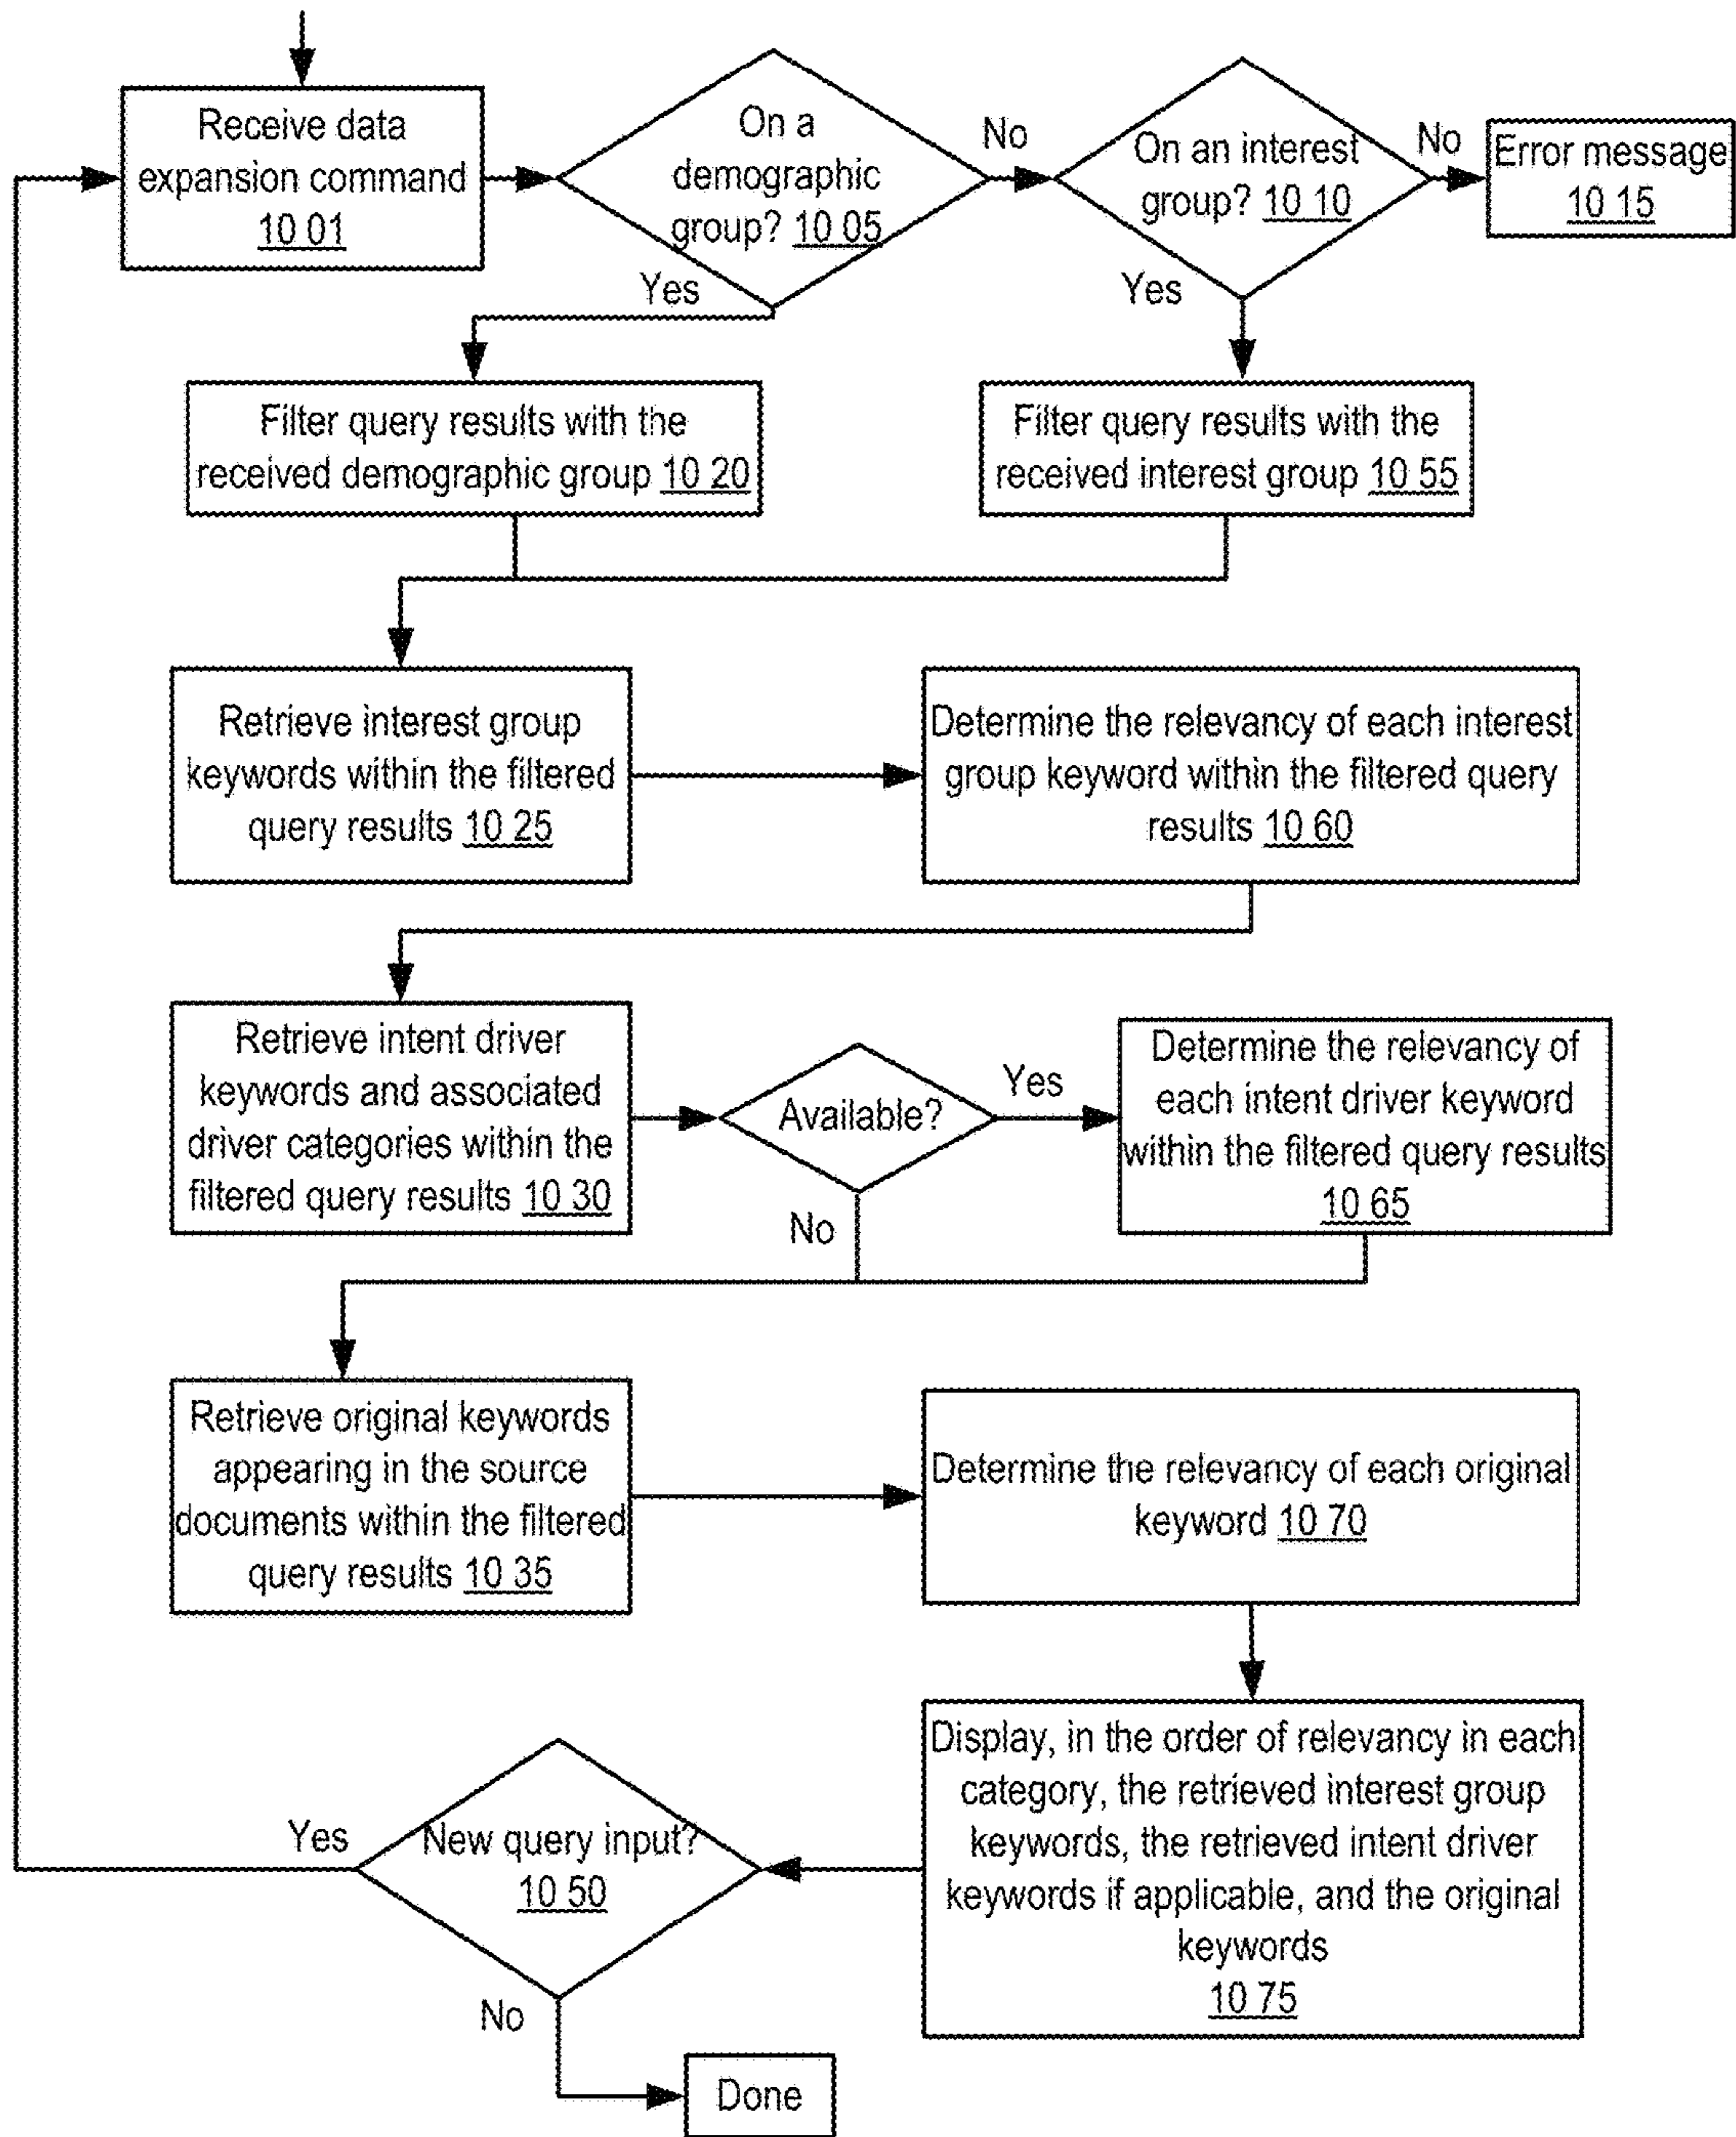 Receive data
expansion command
10 01
On a
demographic
group? 10 05
No
On an interest
group? 10 10
No
Error message
10 15
Yes
Yes
Filter query results with the
received demographic group 10 20
Filter query results with the
received interest group 10 55
Retrieve interest group
keywords within the filtered
query results 10 25
Determine the relevancy of each interest
group keyword within the filtered query
results 10 60
Retrieve intent driver
keywords and associated
driver categories within the
filtered query results 10 30
Available?
Yes
No
Determine the relevancy of
each intent driver keyword
within the filtered query results
10 65
Retrieve original keywords
appearing in the source
documents within the filtered
query results 10 35
Determine the relevancy of each original
keyword 10 70
Display, in the order of relevancy in each
category, the retrieved interest group
keywords, the retrieved intent driver
keywords if applicable, and the original
keywords
10 75
Yes
New query input?
10 50
No
Done